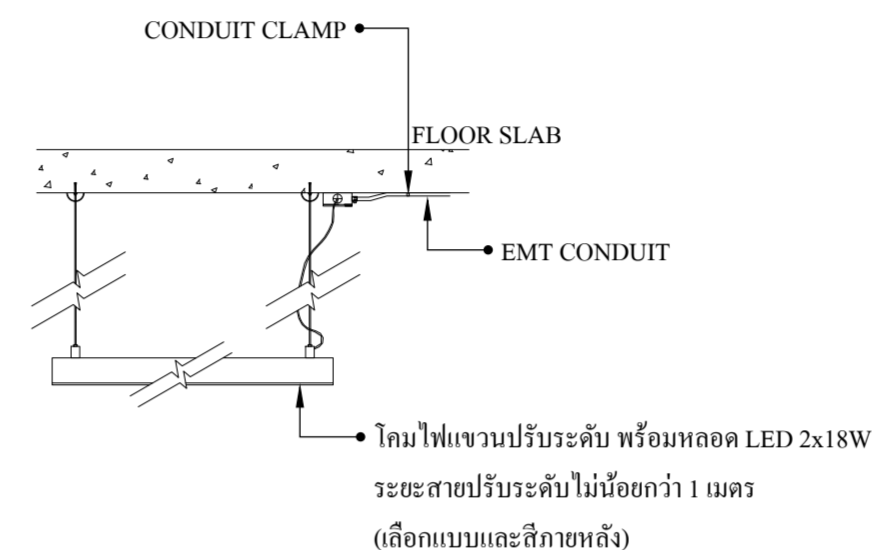 CONDUIT CLAMP
FLOOR SLAB
EMT CONDUIT
โคมไฟแขวนปรับระดับ พร้อมหลอด LED 2x18W
ระยะสายปรับระดับไม่น้อยกว่า 1 เมตร
(เลือกแบบและสีภายหลัง)